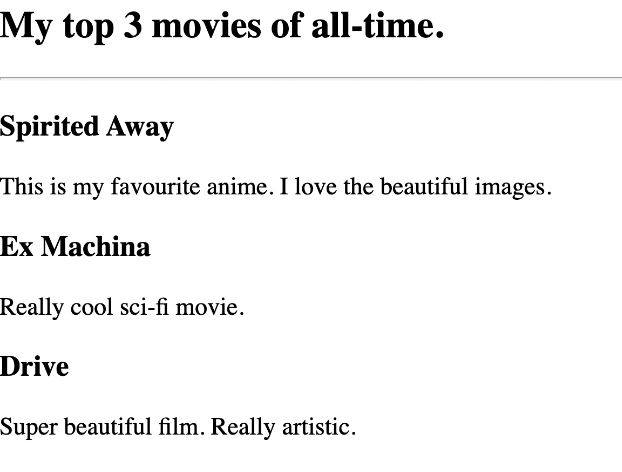 My top 3 movies of all-time.
Spirited Away
This is my favourite anime. I love the beautiful images.
Ex Machina
Really cool sci-fi movie.
Drive
Super beautiful film. Really artistic.